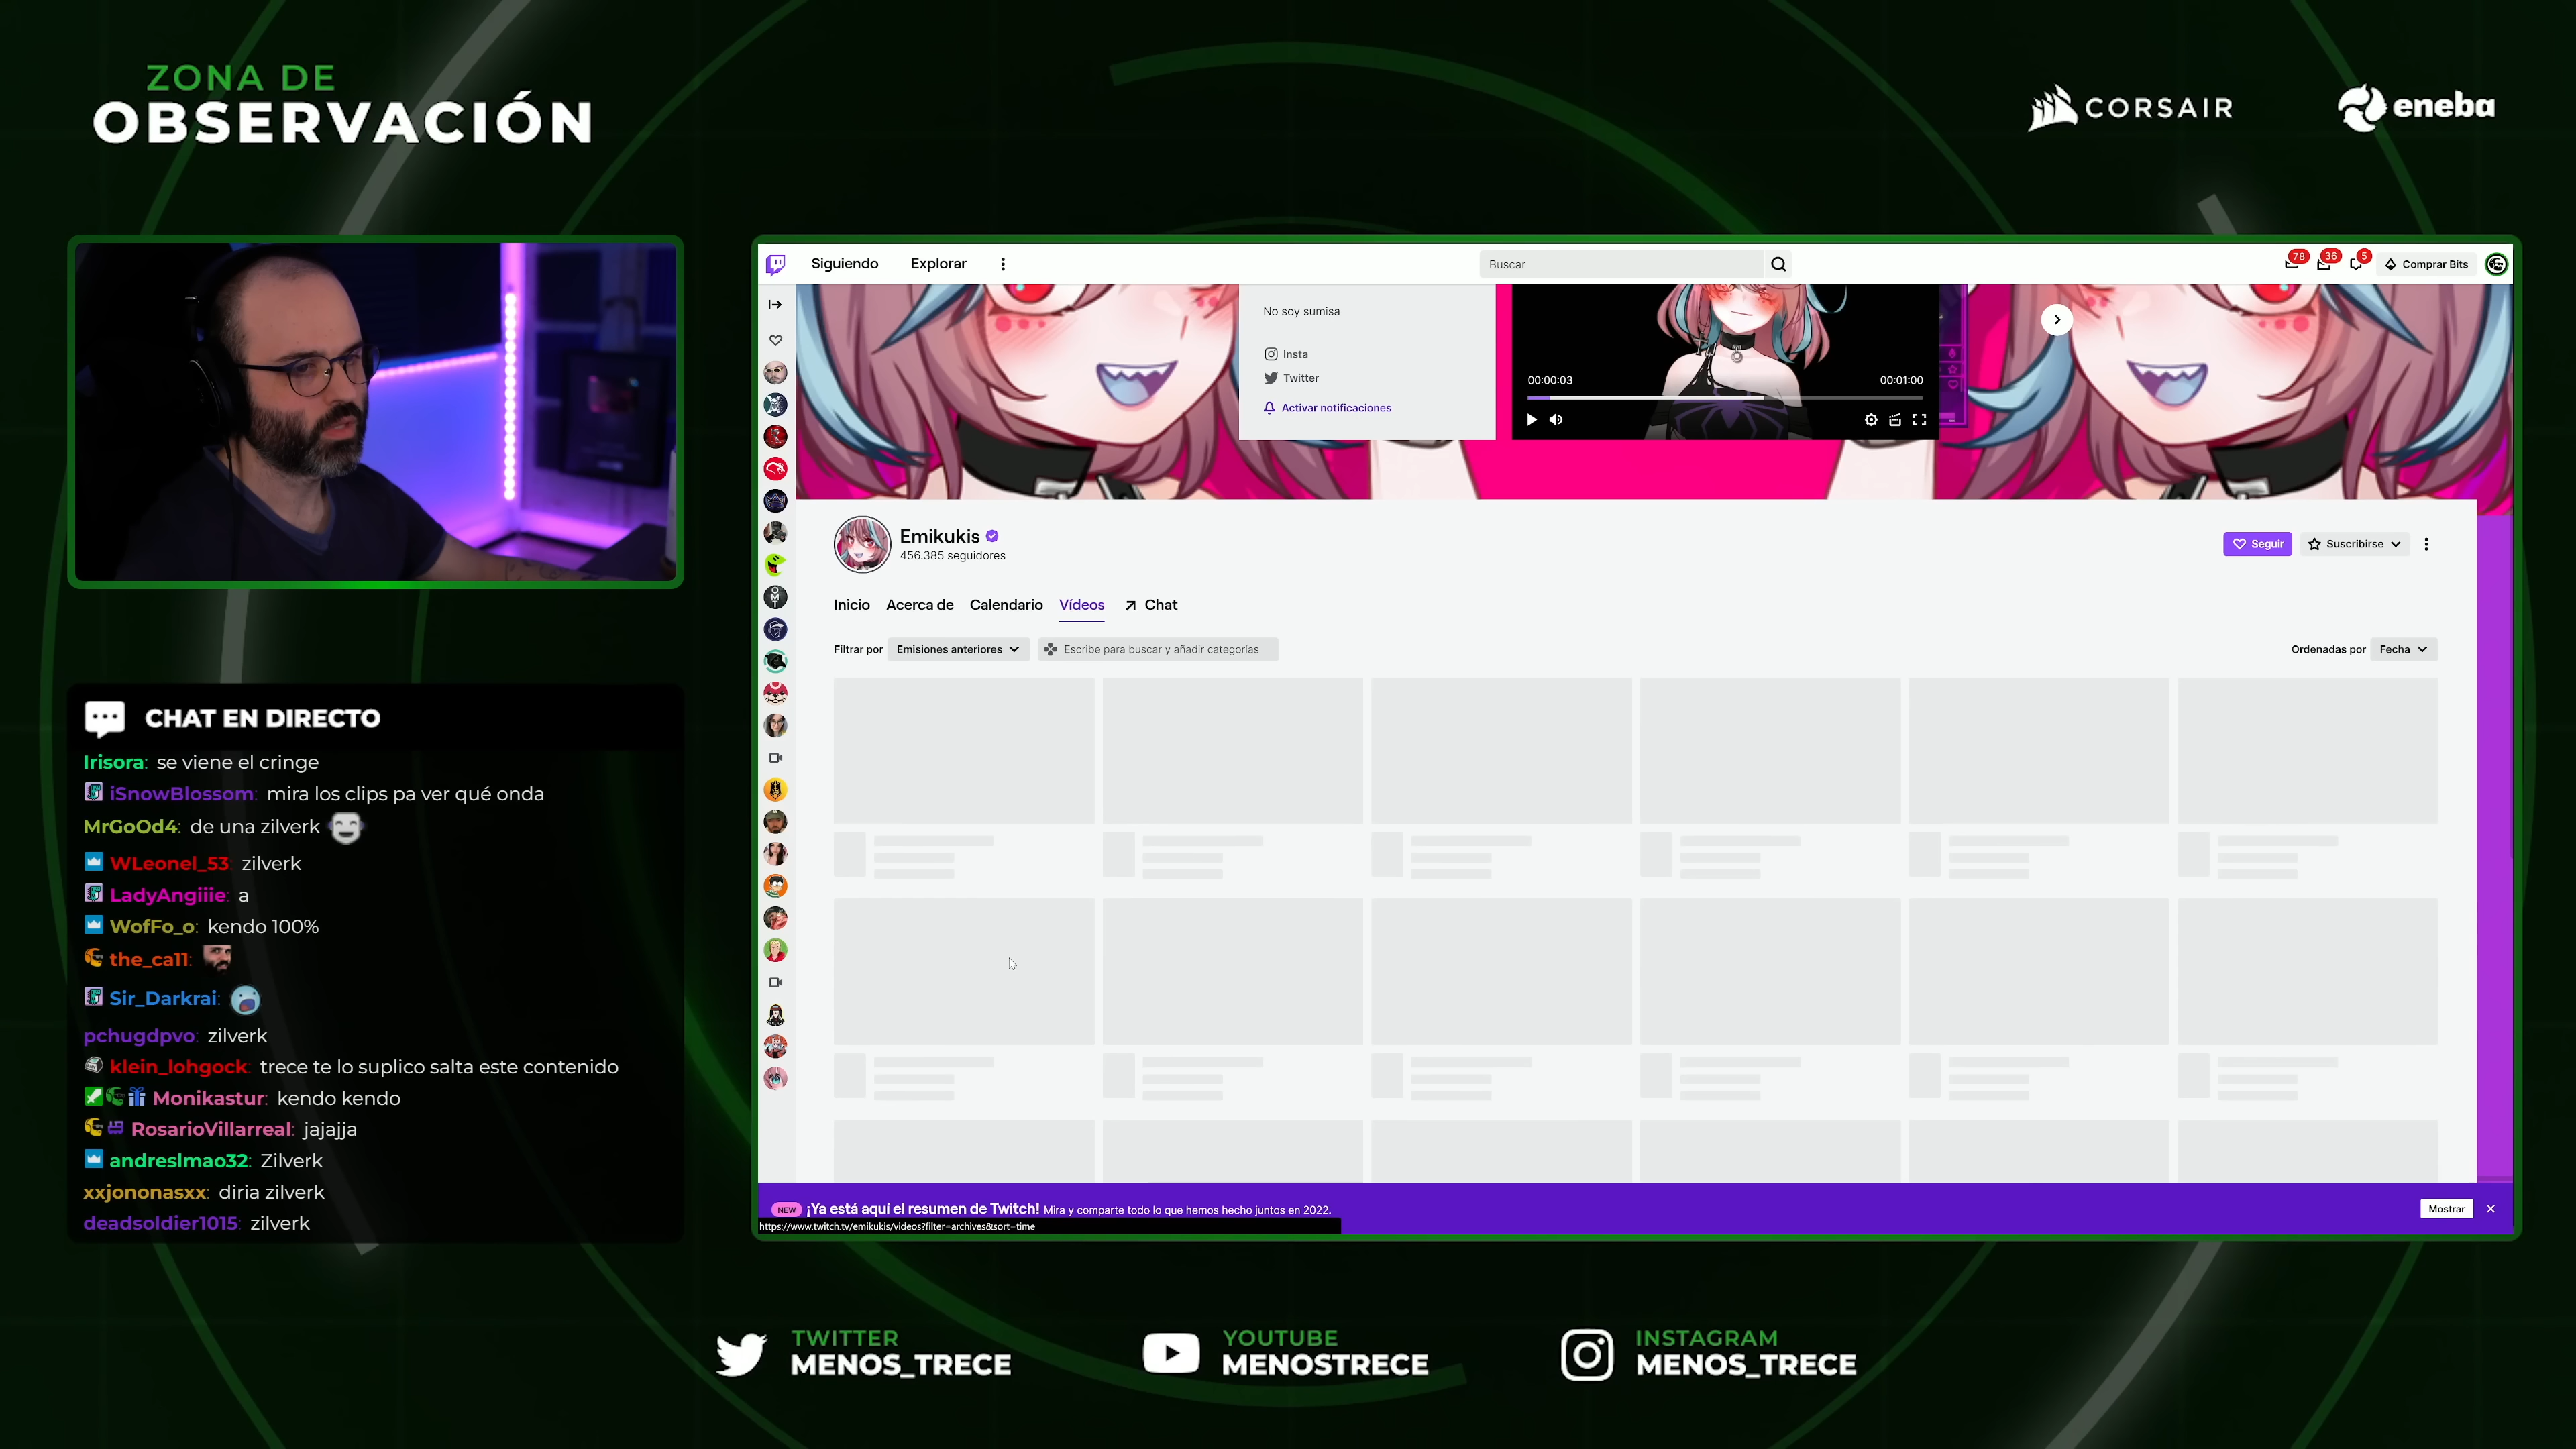 ZONA DE
OBSERVACIÓN
CORSAIR
eneba
Siguiendo
Explorar
Buscar
78
36
5
Comprar Bits
No soy sumisa
Insta
Twitter
Activar notificaciones
00:00:03
00:01:00
Emikukis
456.385 seguidores
Seguir
Suscribirse
Inicio
Acerca de
Calendario
Vídeos
Chat
Filtrar por
Emisiones anteriores
Escribe para buscar y añadir categorías
Ordenadas por
Fecha
CHAT EN DIRECTO
Irisora: se viene el cringe
iSnowBlossom: mira los clips pa ver qué onda
MrGoOd4: de una zilverk
WLeonel_53: zilverk
LadyAngiiie: a
WofFo_o: kendo 100%
the_ca11:
Sir_Darkrai:
pchugdpvo: zilverk
klein_lohgock: trece te lo suplico salta este contenido
Monikastur: kendo kendo
RosarioVillarreal: jajajja
andreslmao32: Zilverk
xxjononasxx: diria zilverk
deadsoldier1015: zilverk
NEW ¡Ya está aquí el resumen de Twitch! Mira y comparte todo lo que hemos hecho juntos en 2022.
Mostrar
https://www.twitch.tv/emikukis/videos?filter=archives&sort=time
TWITTER
MENOS_TRECE
YOUTUBE
MENOSTRECE
INSTAGRAM
MENOS_TRECE